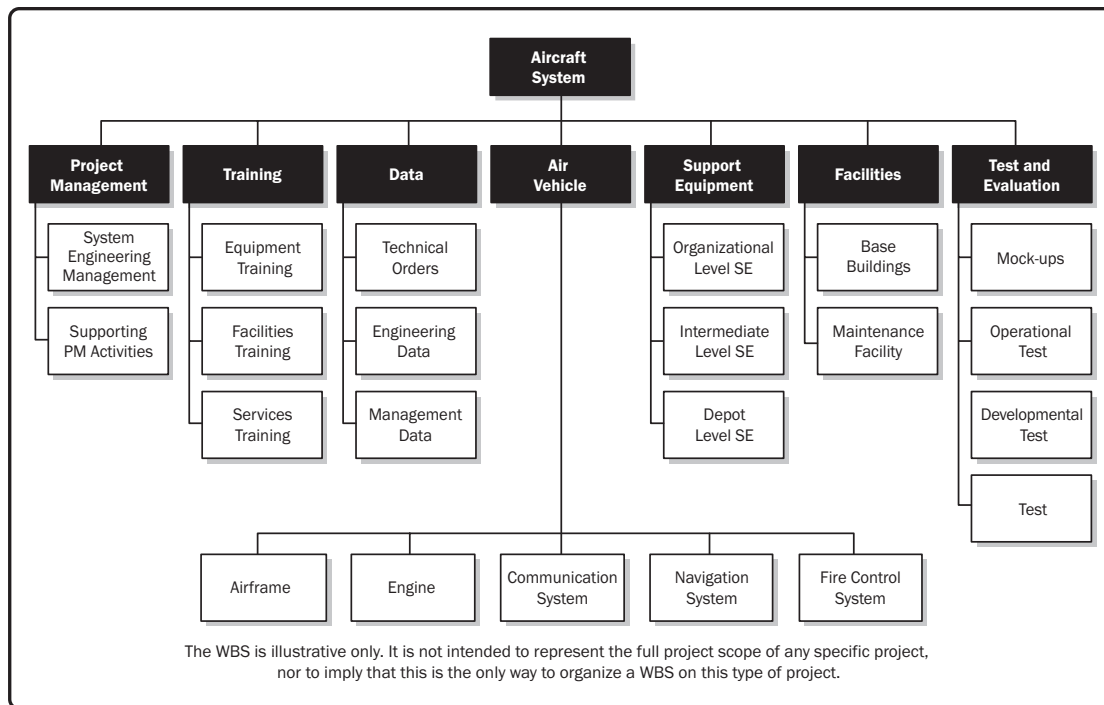 Aircraft
System
Project
Management
Training
Data
Air
Vehicle
Support
Equipment
Facilities
Test and
Evaluation
System
Engineering
Management
Supporting
PM Activities
Equipment
Training
Facilities
Training
Services
Training
Technical
Orders
Engineering
Data
Management
Data
Organizational
Level SE
Intermediate
Level SE
Depot
Level SE
Base
Buildings
Maintenance
Facility
Mock-ups
Operational
Test
Developmental
Test
Test
Airframe
Engine
Communication
System
Navigation
System
Fire Control
System
The WBS is illustrative only. It is not intended to represent the full project scope of any specific project,
nor to imply that this is the only way to organize a WBS on this type of project.